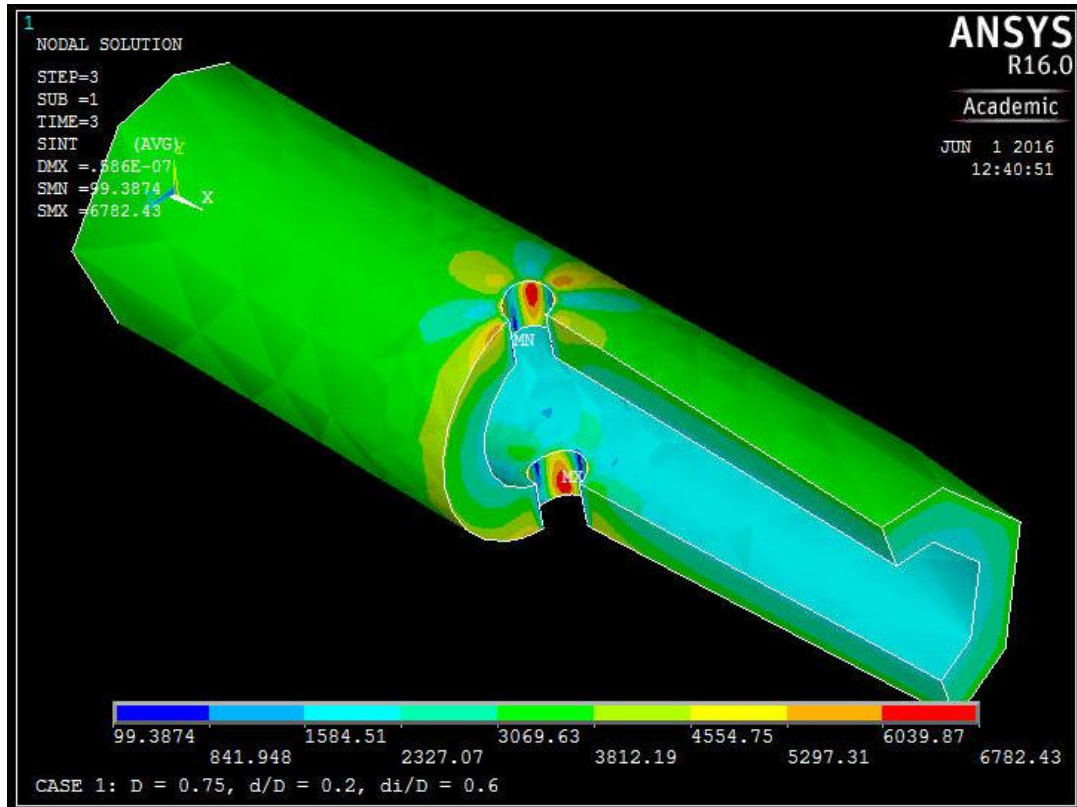 1
NODAL SOLUTION
STEP=3
SUB =1
TIME=3
SINT (AVG)
DMX =.586E-07
SMN =99.3874
SMX =6782.43
ANSYS
R16.0
Academic
JUN 1 2016
12:40:51
Y
X
MN
MX
99.3874 1584.51 3069.63 4554.75 6039.87
841.948 2327.07 3812.19 5297.31 6782.43
CASE 1: D = 0.75, d/D = 0.2, di/D = 0.6